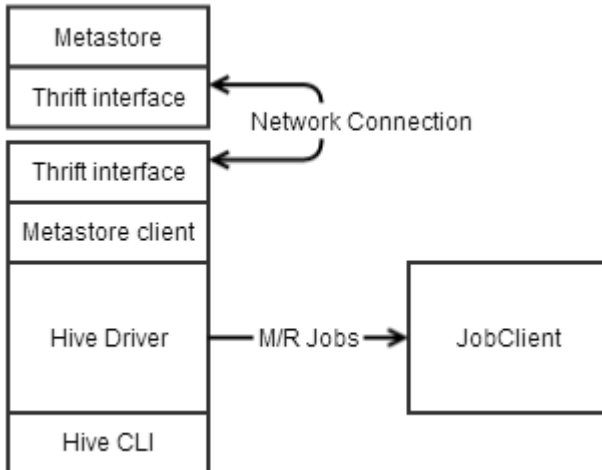 Metastore
Thrift interface
Network Connection
Thrift interface
Metastore client
Hive Driver
M/R Jobs
JobClient
Hive CLI